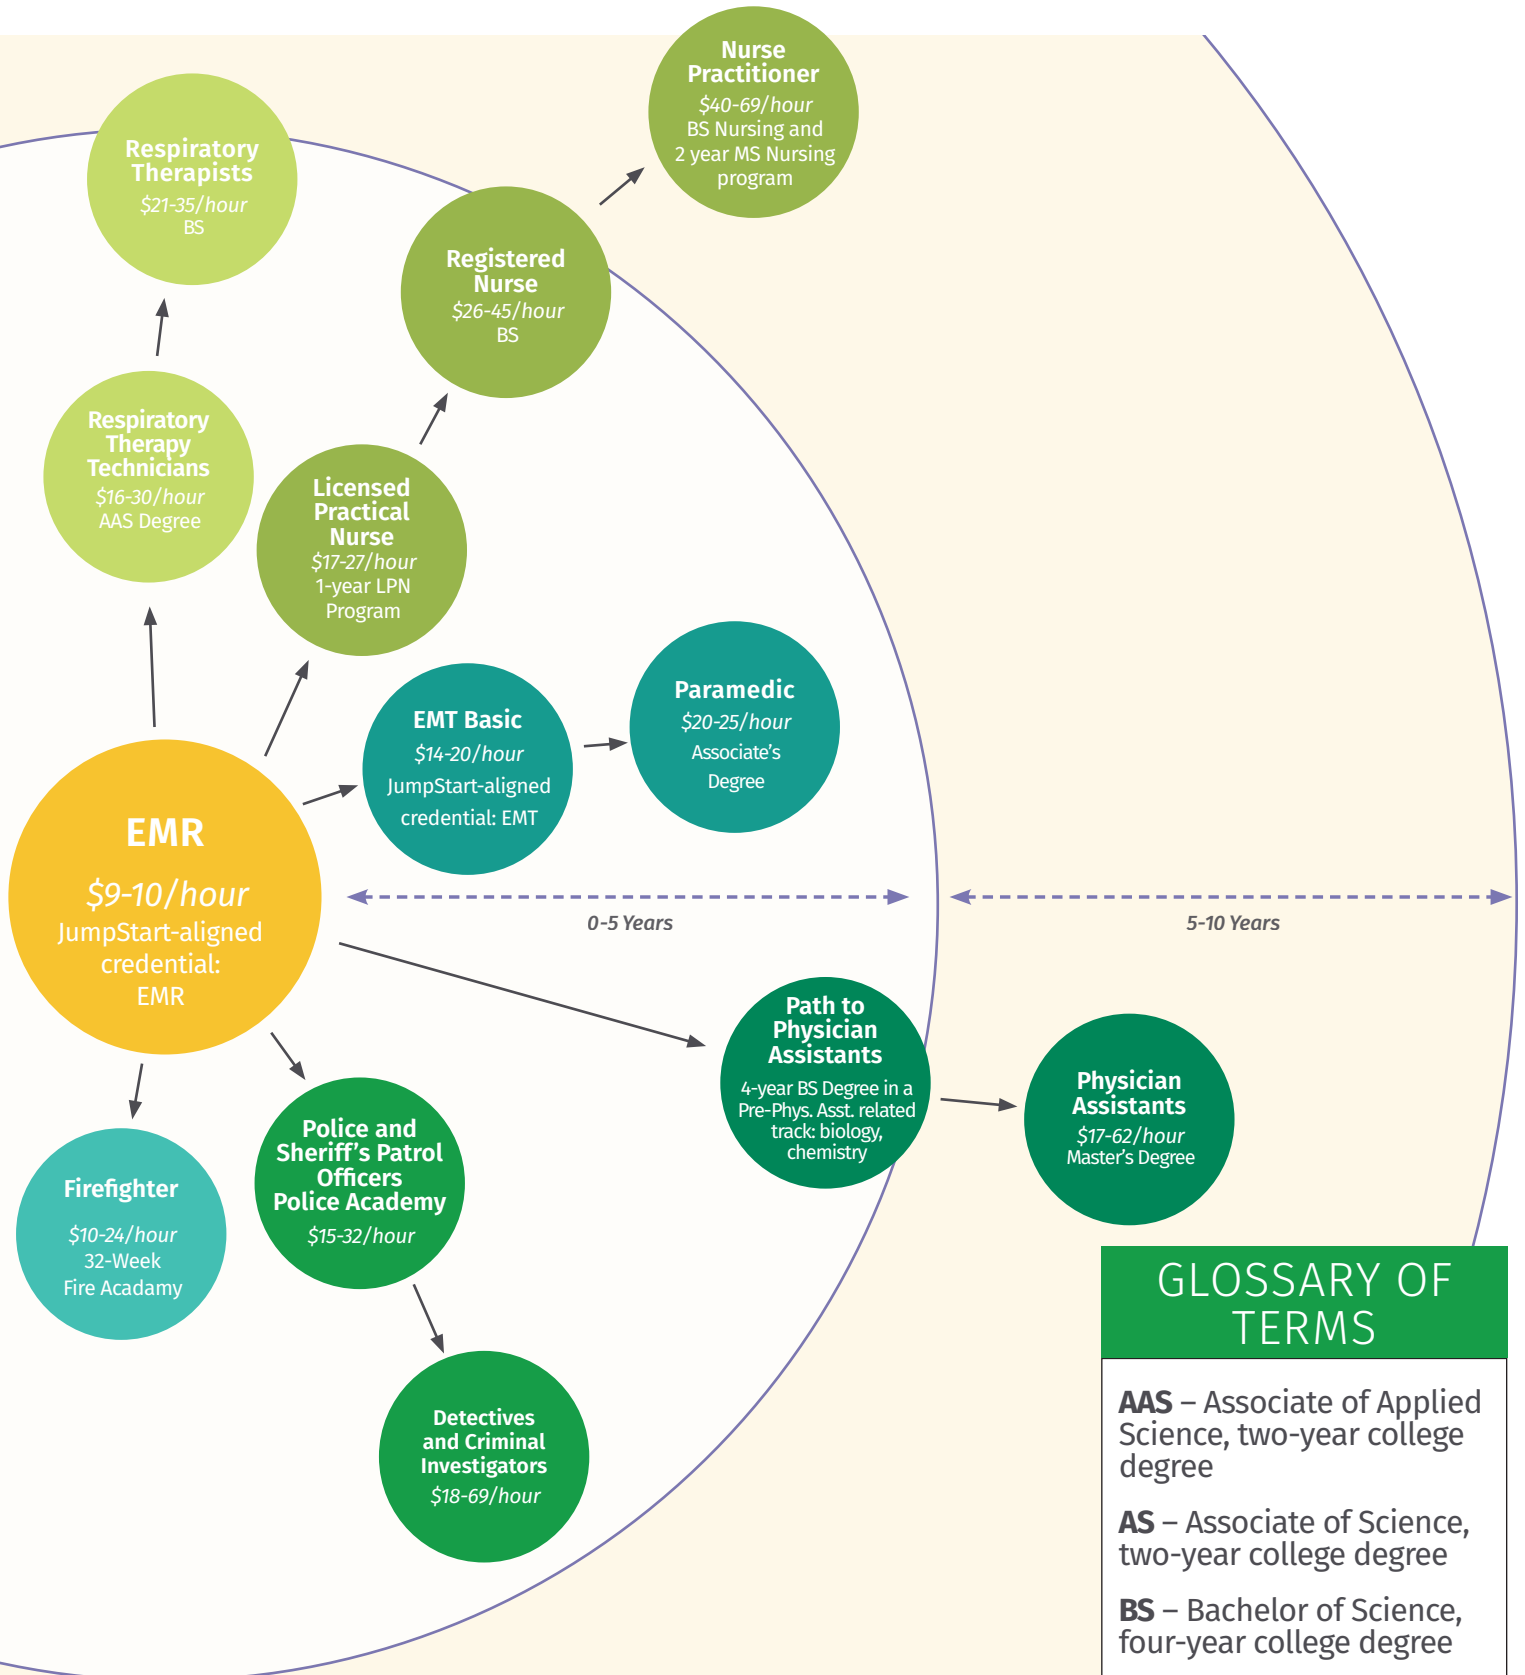 Nurse
Practitioner
$40-69/hour
BS Nursing and
2 year MS Nursing
program
Respiratory
Therapists
$21-35/hour
BS
Registered
Nurse
$26-45/hour
BS
Respiratory
Therapy
Technicians
$16-30/hour
AAS Degree
Licensed
Practical
Nurse
$17-27/hour
1-year LPN
Program
EMT Basic
$14-20/hour
JumpStart-aligned
credential: EMT
Paramedic
$20-25/hour
Associate's
Degree
EMR
$9-10/hour
JumpStart-aligned
credential:
EMR
0-5 Years
5-10 Years
Path to
Physician
Assistants
4-year BS Degree in a
Pre-Phys. Asst. related
track: biology,
chemistry
Physician
Assistants
$17-62/hour
Master's Degree
Police and
Sheriff's Patrol
Officers
Police Academy
$15-32/hour
Firefighter
$10-24/hour
32-Week
Fire Acadamy
Detectives
and Criminal
Investigators
$18-69/hour
GLOSSARY OF
TERMS
AAS – Associate of Applied
Science, two-year college
degree
AS – Associate of Science,
two-year college degree
BS – Bachelor of Science,
four-year college degree